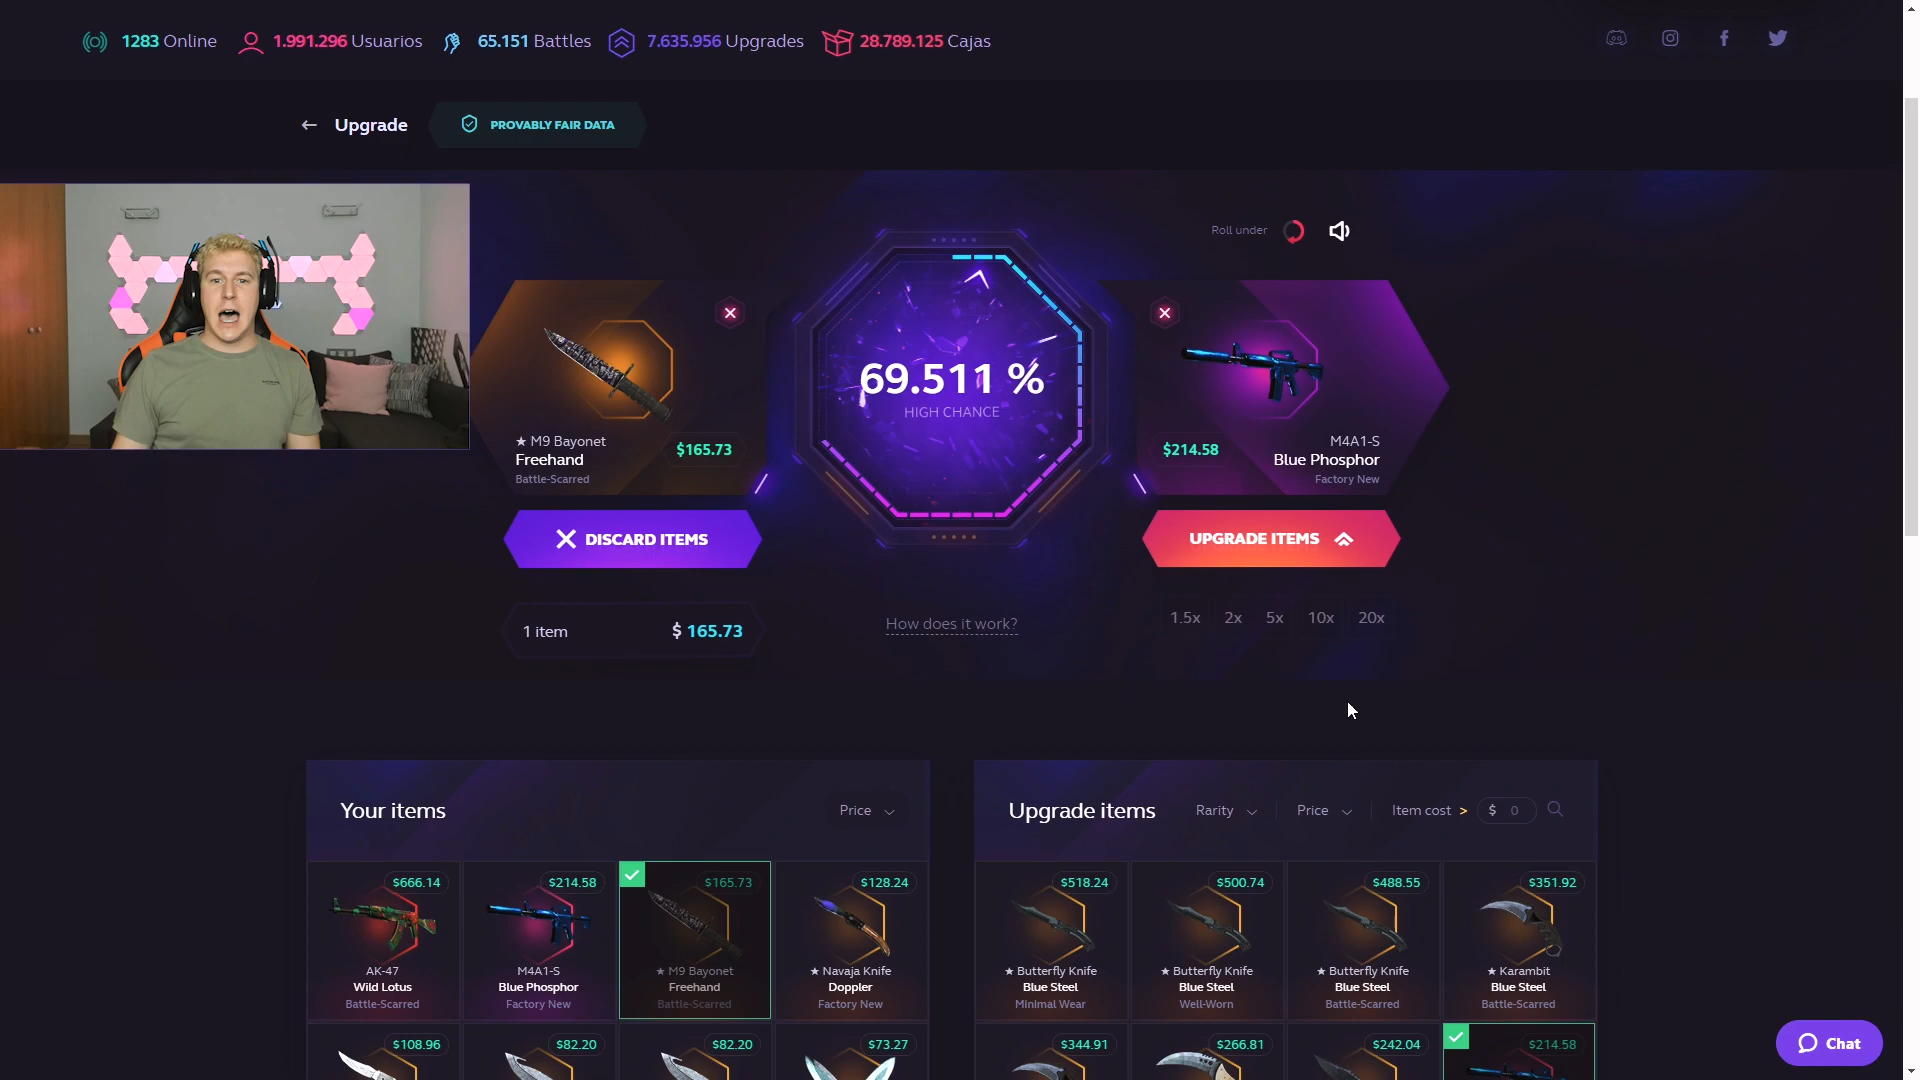 1283 Online
1.991.296 Usuarios
65.151 Battles
7.635.956 Upgrades
28.789.125 Cajas
← Upgrade
PROVABLY FAIR DATA
Roll under
★ M9 Bayonet
Freehand
Battle-Scarred
$165.73
69.511 %
HIGH CHANCE
$214.58
M4A1-S
Blue Phosphor
Factory New
DISCARD ITEMS
UPGRADE ITEMS
1 item
$ 165.73
How does it work?
1.5x 2x 5x 10x 20x
Your items
Price
Upgrade items
Rarity
Price
Item cost >
$ 0
$666.14
AK-47
Wild Lotus
Battle-Scarred
$214.58
M4A1-S
Blue Phosphor
Factory New
$165.73
★ M9 Bayonet
Freehand
Battle-Scarred
$128.24
★ Navaja Knife
Doppler
Factory New
$518.24
★ Butterfly Knife
Blue Steel
Minimal Wear
$500.74
★ Butterfly Knife
Blue Steel
Well-Worn
$488.55
★ Butterfly Knife
Blue Steel
Battle-Scarred
$351.92
★ Karambit
Blue Steel
Battle-Scarred
$108.96
$82.20
$82.20
$73.27
$344.91
$266.81
$242.04
$214.58
Chat